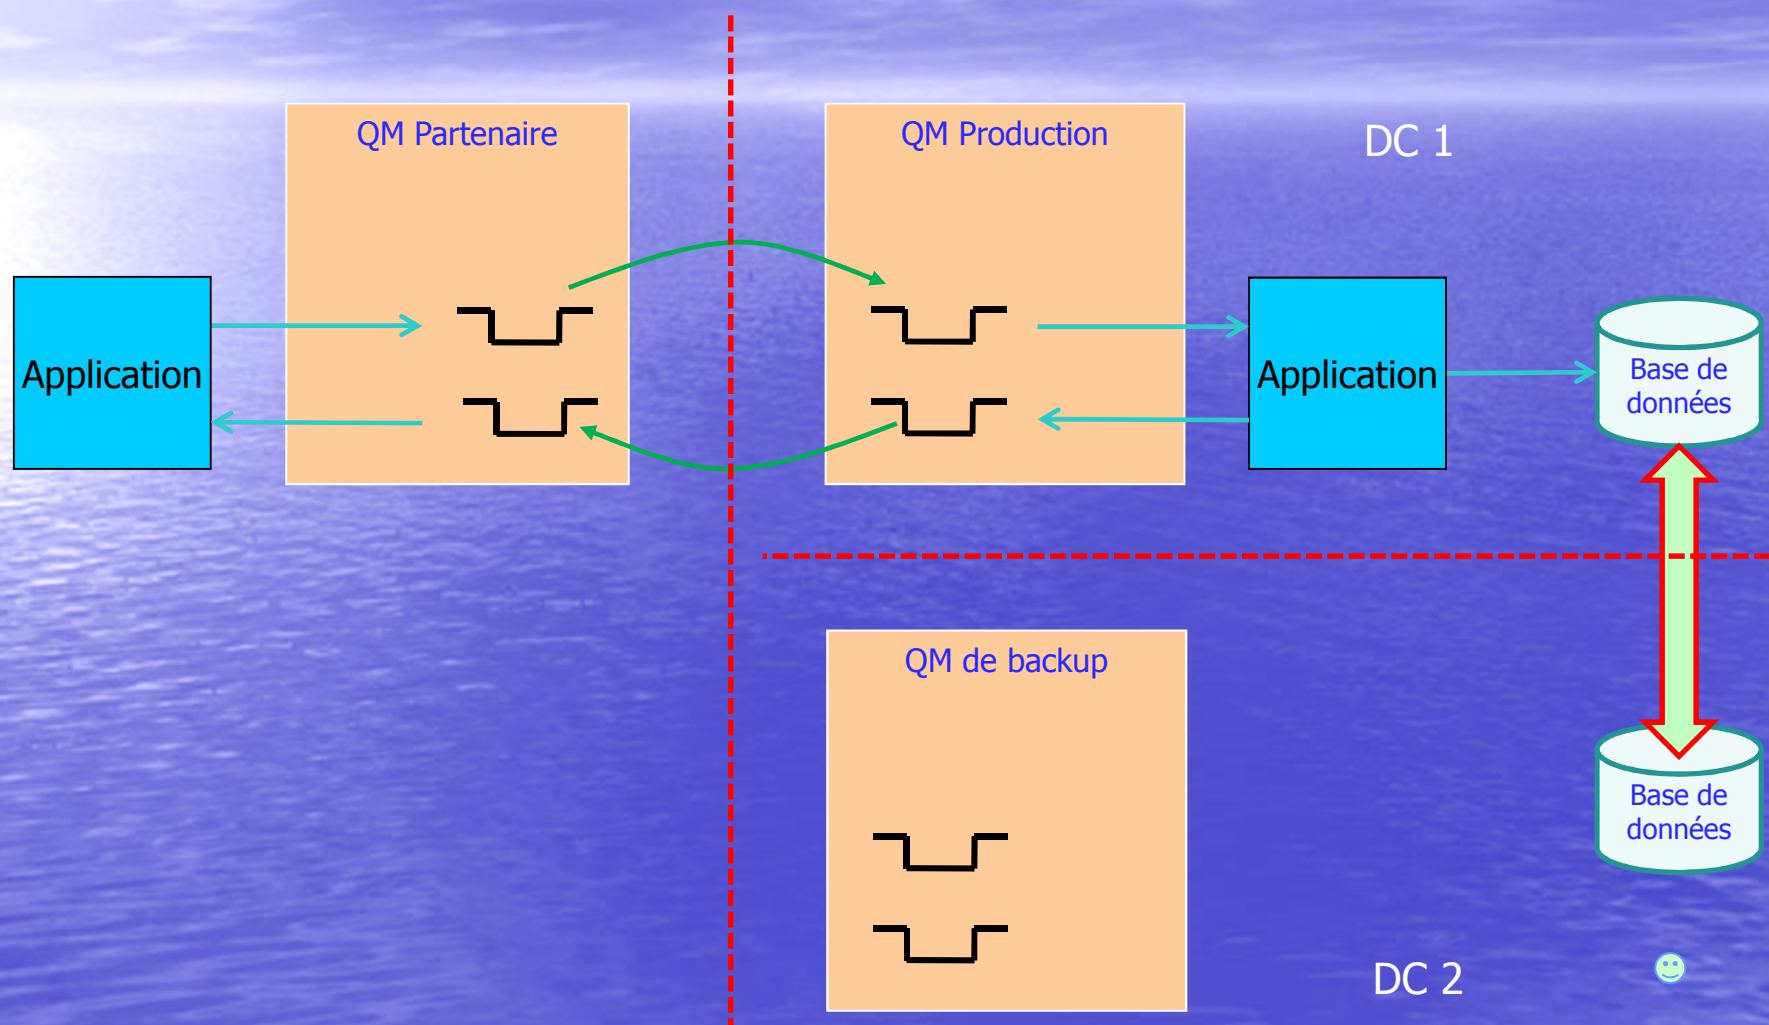 QM Partenaire
QM Production
DC 1
Application
Application
Base de
données
QM de backup
Base de
données
DC 2